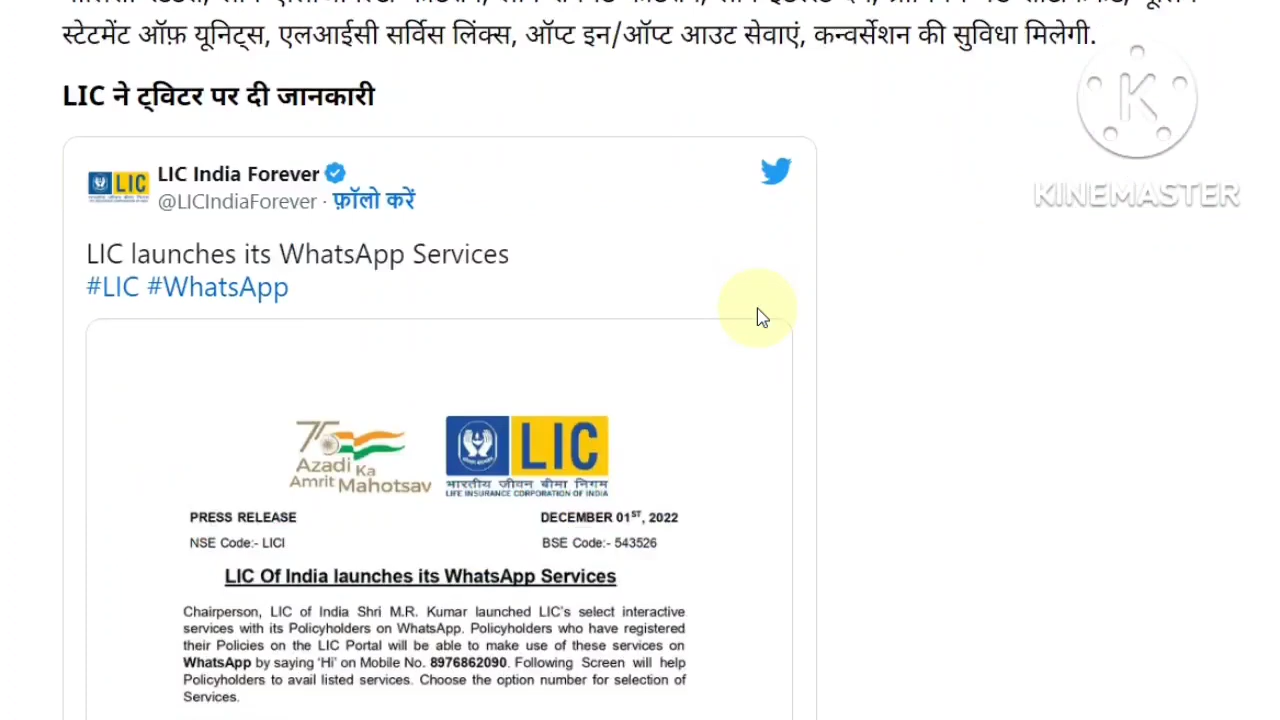 स्टेटमेंट ऑफ़ यूनिट्स, एलआईसी सर्विस लिंक्स, ऑप्ट इन/ऑप्ट आउट सेवाएं, कन्वर्सेशन की सुविधा मिलेगी.
LIC ने ट्विटर पर दी जानकारी
LIC India Forever
@LICIndiaForever · फ़ॉलो करें
LIC launches its WhatsApp Services
#LIC #WhatsApp
75
Azadi Ka
Amrit Mahotsav
LIC
भारतीय जीवन बीमा निगम
LIFE INSURANCE CORPORATION OF INDIA
PRESS RELEASE DECEMBER 01ST, 2022
NSE Code:- LICI BSE Code:- 543526
LIC Of India launches its WhatsApp Services
Chairperson, LIC of India Shri M.R. Kumar launched LIC's select interactive
services with its Policyholders on WhatsApp. Policyholders who have registered
their Policies on the LIC Portal will be able to make use of these services on
WhatsApp by saying 'Hi' on Mobile No. 8976862090. Following Screen will help
Policyholders to avail listed services. Choose the option number for selection of
Services.
K
KINEMASTER